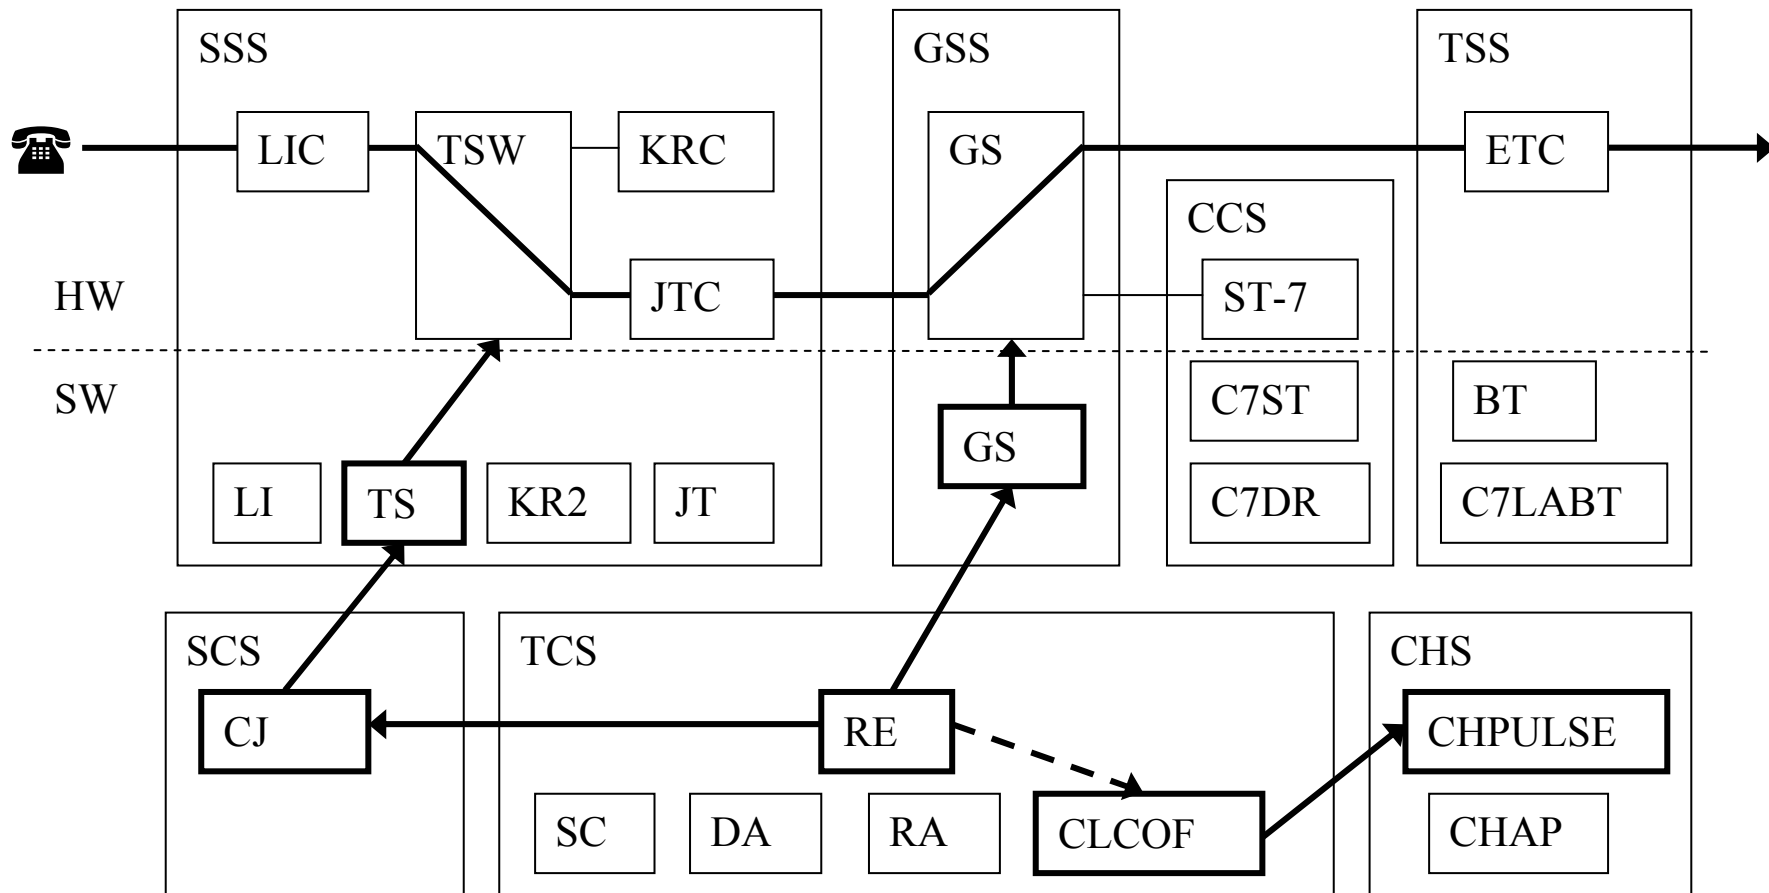 SSS
GSS
TSS
LIC
TSW
KRC
GS
ETC
CCS
HW
JTC
ST-7
SW
C7ST
BT
GS
LI
TS
KR2
JT
C7DR
C7LABT
SCS
TCS
CHS
CJ
RE
CHPULSE
SC
DA
RA
CLCOF
CHAP